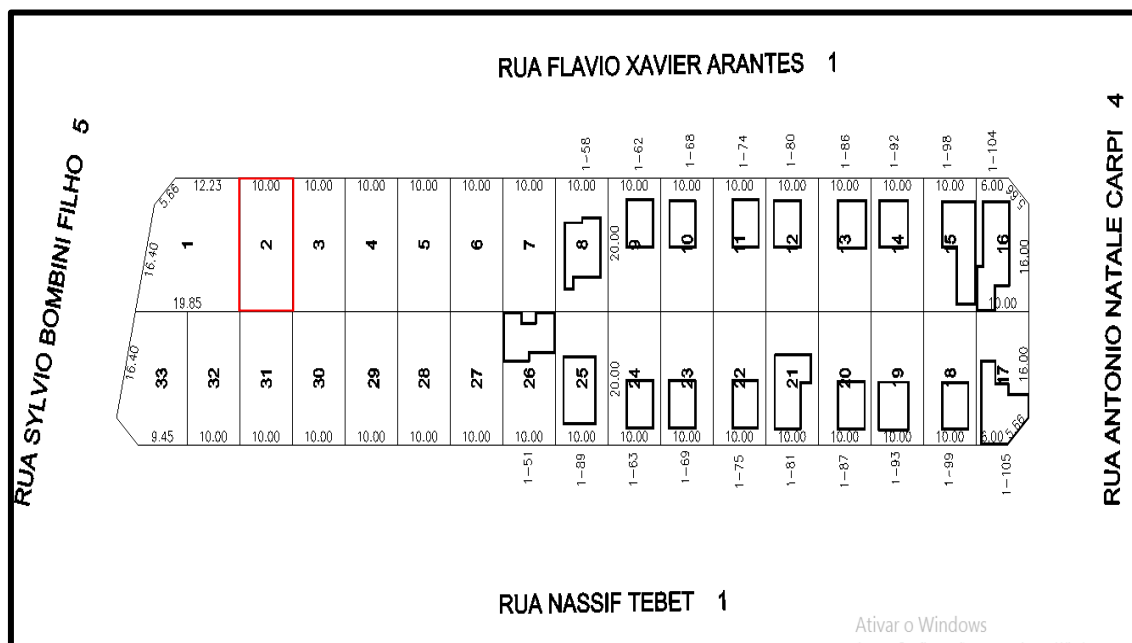 RUA FLAVIO XAVIER ARANTES 1
RUA SYLVIO BOMBINI FILHO 5
RUA ANTONIO NATALE CARPI 4
1-58 1-62 1-68 1-74 1-80 1-86 1-92 1-98 1-104
5.66 12.23 10.00 10.00 10.00 10.00 10.00 10.00 10.00 10.00 10.00 10.00 10.00 10.00 10.00 10.00 6.00 5.66
16.40 1 2 3 4 5 6 7 8 20.00 9 10 11 12 13 14 15 16 16.00
19.85 10.00
16.40 33 32 31 30 29 28 27 26 25 20.00 24 23 22 21 20 19 18 17 16.00
9.45 10.00 10.00 10.00 10.00 10.00 10.00 10.00 10.00 10.00 10.00 10.00 10.00 10.00 10.00 10.00 6.00 5.66
1-51 1-89 1-63 1-69 1-75 1-81 1-87 1-93 1-99 1-105
RUA NASSIF TEBET 1
Ativar o Windows